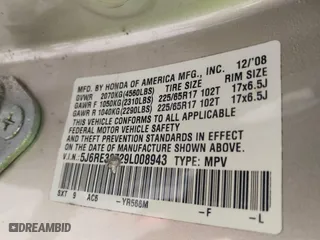 MFD. BY HONDA OF AMERICA MFG., INC. 12/'08
GVWR 2070KG(4560LBS) TIRE SIZE RIM SIZE
GAWR F 1050KG(2310LBS) 225/65R17 102T 17x6.5J
GAWR R 1040KG(2290LBS) 225/65R17 102T 17x6.5J
THIS VEHICLE CONFORMS TO ALL APPLICABLE
FEDERAL MOTOR VEHICLE SAFETY AND
THEFT PREVENTION STANDARDS IN EFFECT
ON THE DATE OF MANUFACTURE SHOWN ABOVE.
V.I.N: TYPE: MPV
SXT 9 AC6 -YR568M -F -L
DREAMBID